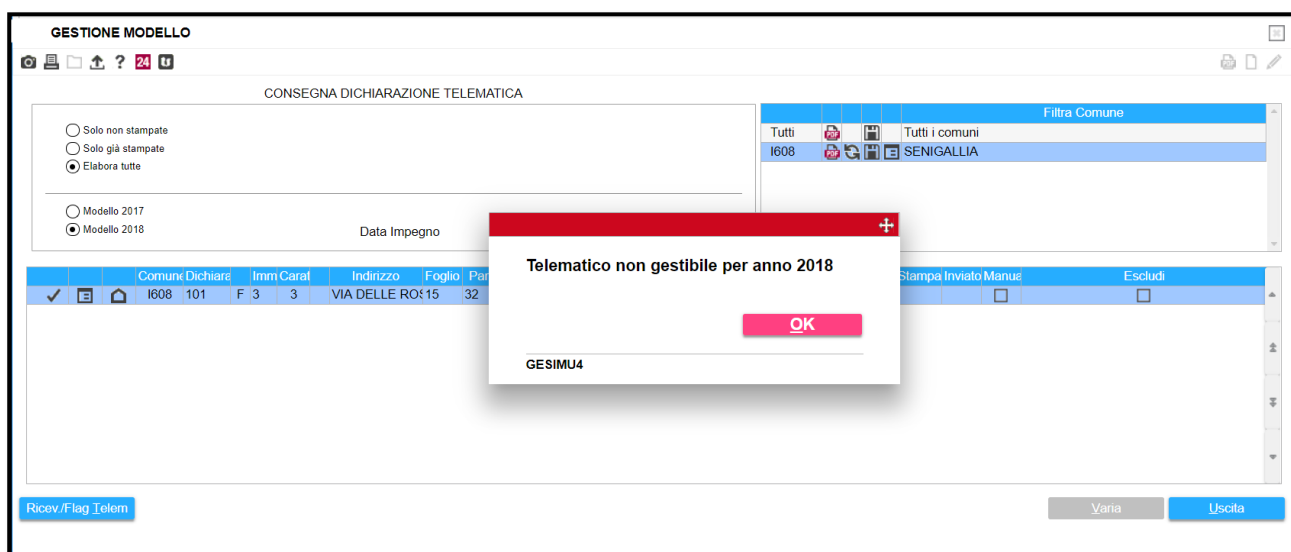 GESTIONE MODELLO
? 24
CONSEGNA DICHIARAZIONE TELEMATICA
Solo non stampate
Solo già stampate
Elabora tutte
Modello 2017
Modello 2018
Data Impegno
Filtra Comune
Tutti PDF Tutti i comuni
I608 PDF SENIGALLIA
Telematico non gestibile per anno 2018
OK
GESIMU4
Comune Dichiara Imm Carat Indirizzo Foglio Par Stampa Inviato Manua Escludi
I608 101 F 3 3 VIA DELLE ROS 15 32
Ricev./Flag Telem
Varia
Uscita